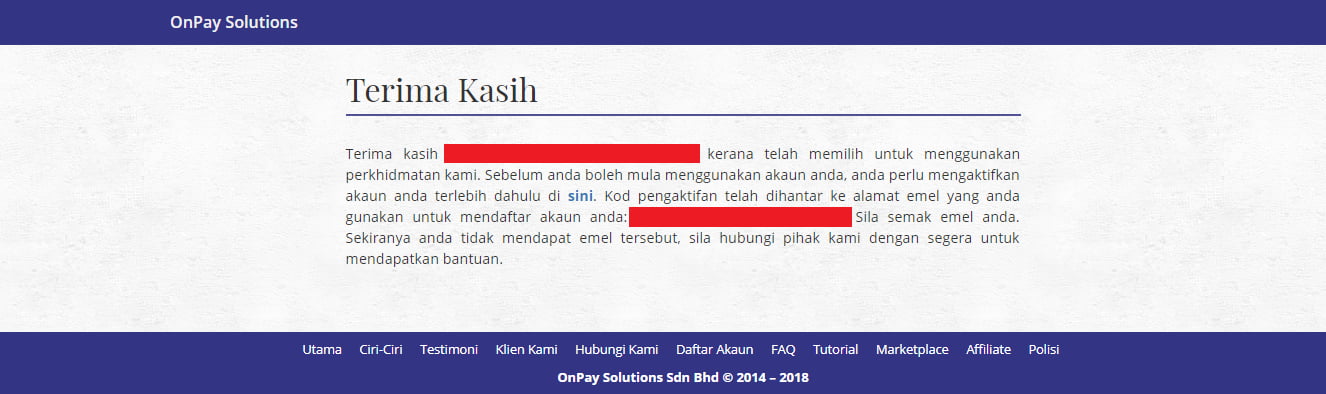 OnPay Solutions
Terima Kasih
Terima kasih kerana telah memilih untuk menggunakan
perkhidmatan kami. Sebelum anda boleh mula menggunakan akaun anda, anda perlu mengaktifkan
akaun anda terlebih dahulu di sini. Kod pengaktifan telah dihantar ke alamat emel yang anda
gunakan untuk mendaftar akaun anda: Sila semak emel anda.
Sekiranya anda tidak mendapat emel tersebut, sila hubungi pihak kami dengan segera untuk
mendapatkan bantuan.
Utama Ciri-Ciri Testimoni Klien Kami Hubungi Kami Daftar Akaun FAQ Tutorial Marketplace Affiliate Polisi
OnPay Solutions Sdn Bhd © 2014 – 2018